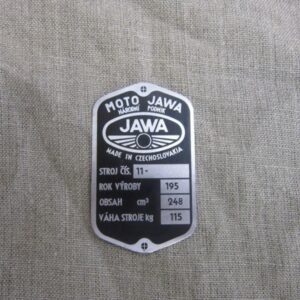 MOTO JAWA
NÁRODNÍ PODNIK
JAWA
MADE IN CZECHOSLOVAKIA
STROJ ČÍS. 11-
ROK VÝROBY 195
OBSAH cm³ 248
VÁHA STROJE kg 115